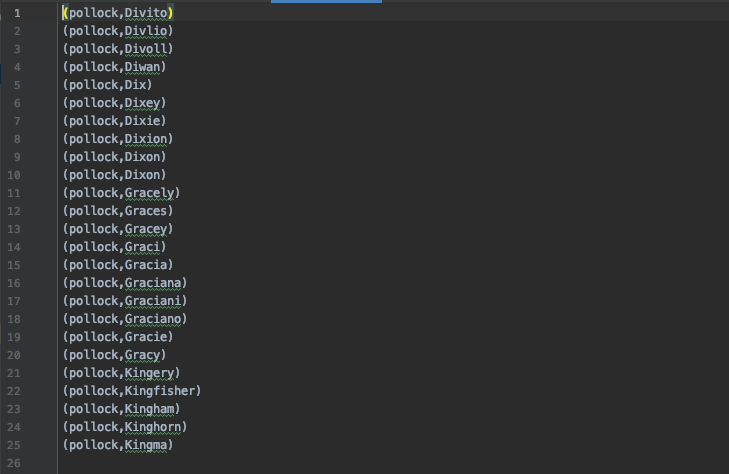 1 (pollock,Divito)
2 (pollock,Divlio)
3 (pollock,Divoll)
4 (pollock,Diwan)
5 (pollock,Dix)
6 (pollock,Dixey)
7 (pollock,Dixie)
8 (pollock,Dixion)
9 (pollock,Dixon)
10 (pollock,Dixon)
11 (pollock,Gracely)
12 (pollock,Graces)
13 (pollock,Gracey)
14 (pollock,Graci)
15 (pollock,Gracia)
16 (pollock,Graciana)
17 (pollock,Graciani)
18 (pollock,Graciano)
19 (pollock,Gracie)
20 (pollock,Gracy)
21 (pollock,Kingery)
22 (pollock,Kingfisher)
23 (pollock,Kingham)
24 (pollock,Kinghorn)
25 (pollock,Kingma)
26